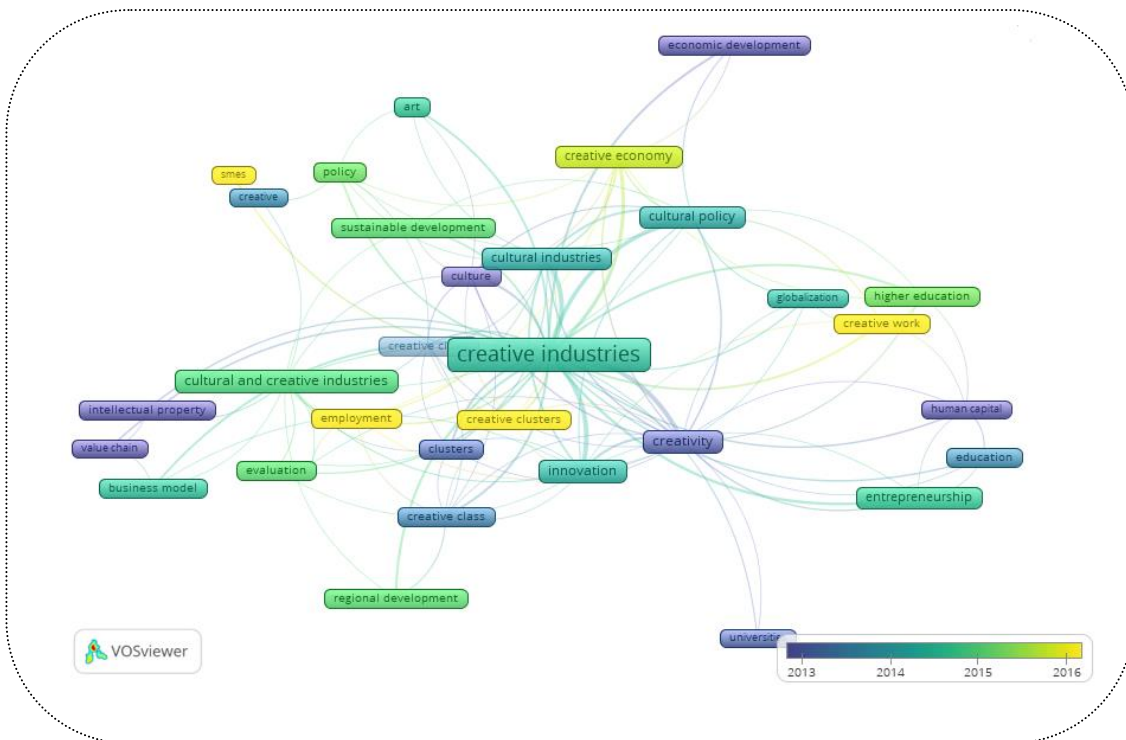 economic development
art
creative economy
smes
policy
creative
cultural policy
sustainable development
cultural industries
culture
globalization
higher education
creative work
creative
creative industries
cultural and creative industries
intellectual property
employment
creative clusters
human capital
creativity
value chain
clusters
education
evaluation
innovation
business model
entrepreneurship
creative class
regional development
VOSviewer
2013 2014 2015 2016